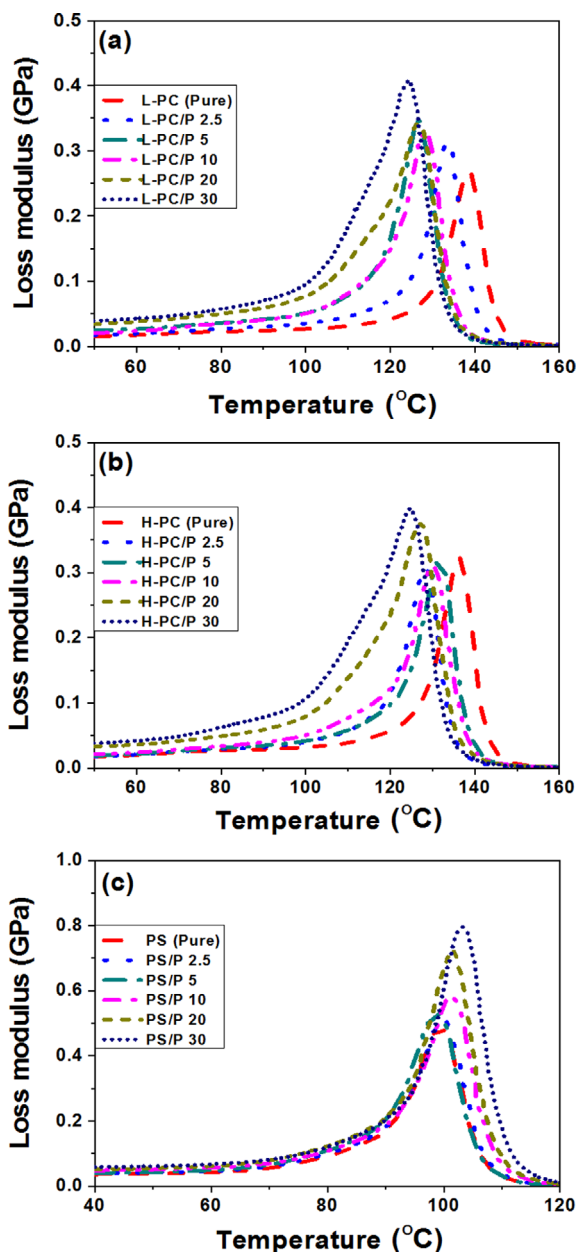 (a)
Loss modulus (GPa)
0.5
0.4
0.3
0.2
0.1
0.0
L-PC (Pure)
L-PC/P 2.5
L-PC/P 5
L-PC/P 10
L-PC/P 20
L-PC/P 30
60 80 100 120 140 160
Temperature (°C)
(b)
Loss modulus (GPa)
0.5
0.4
0.3
0.2
0.1
0.0
H-PC (Pure)
H-PC/P 2.5
H-PC/P 5
H-PC/P 10
H-PC/P 20
H-PC/P 30
60 80 100 120 140 160
Temperature (°C)
(c)
Loss modulus (GPa)
1.0
0.8
0.6
0.4
0.2
0.0
PS (Pure)
PS/P 2.5
PS/P 5
PS/P 10
PS/P 20
PS/P 30
40 60 80 100 120
Temperature (°C)